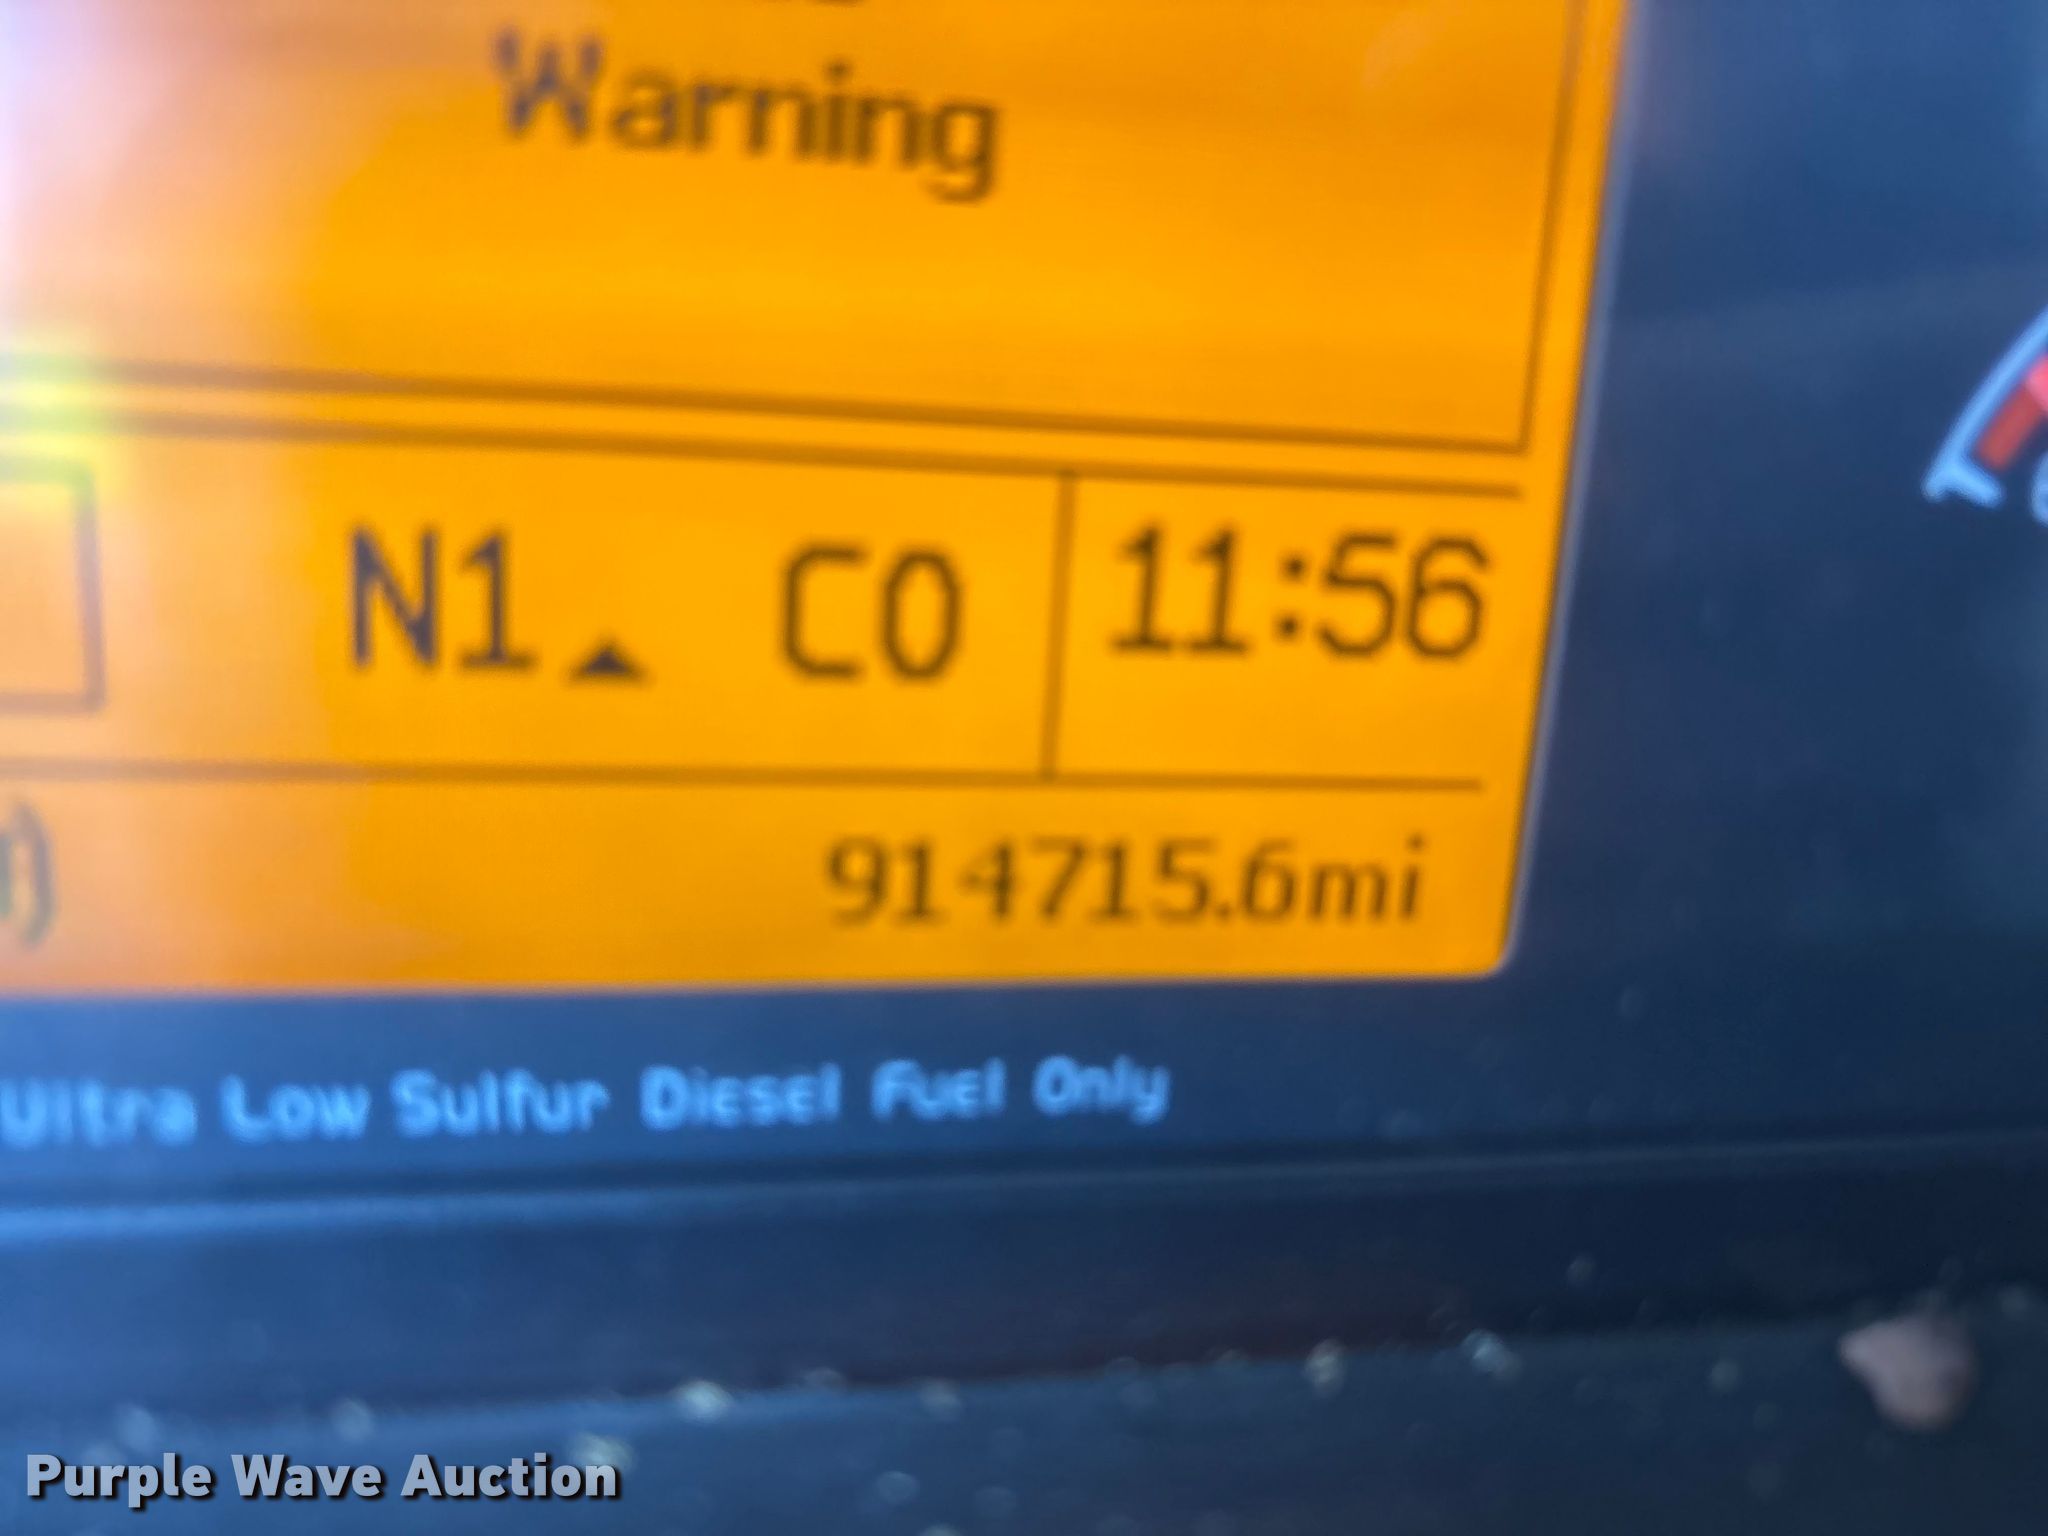 Warning
N1 C0 11:56
914715.6mi
Ultra Low Sulfur Diesel Fuel Only
Purple Wave Auction